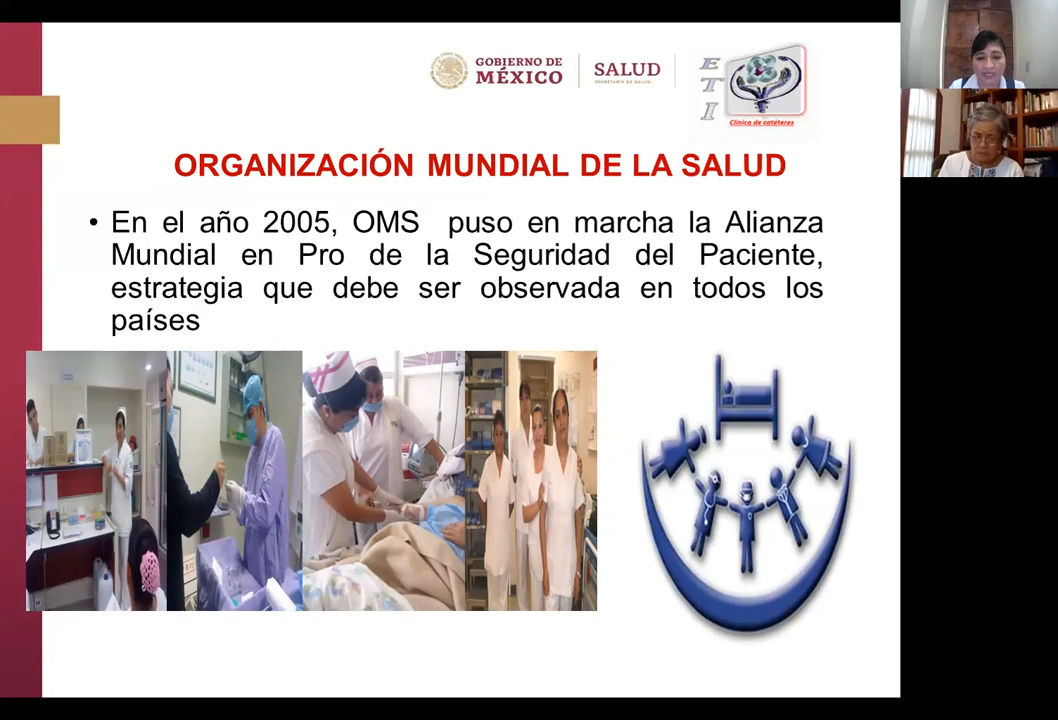 GOBIERNO DE
MÉXICO
SALUD
SECRETARÍA DE SALUD
ETI
Clínica de catéteres
ORGANIZACIÓN MUNDIAL DE LA SALUD
• En el año 2005, OMS puso en marcha la Alianza
Mundial en Pro de la Seguridad del Paciente,
estrategia que debe ser observada en todos los
países